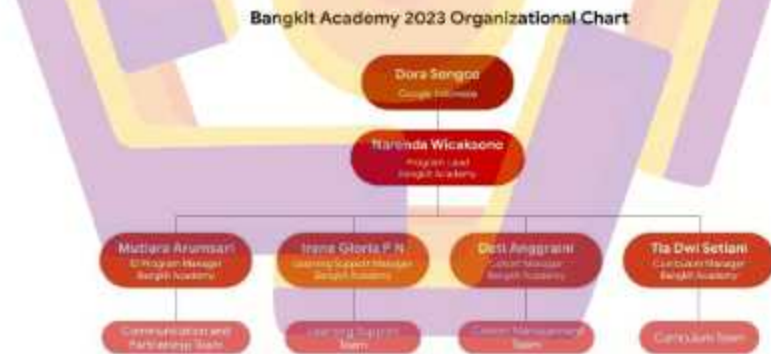 Bangkit Academy 2023 Organizational Chart
Dora Songco
Google Indonesia
Narenda Wicaksono
Program Lead
Bangkit Academy
Mutiara Arumsari
Program Manager
Bangkit Academy
Irene Gloria P N
Learning Support Manager
Bangkit Academy
Desti Anggraini
Cohort Manager
Bangkit Academy
Tia Dwi Setiani
Curriculum Manager
Bangkit Academy
Communication and
Partnership Team
Learning Support
Team
Cohort Management
Team
Curriculum Team